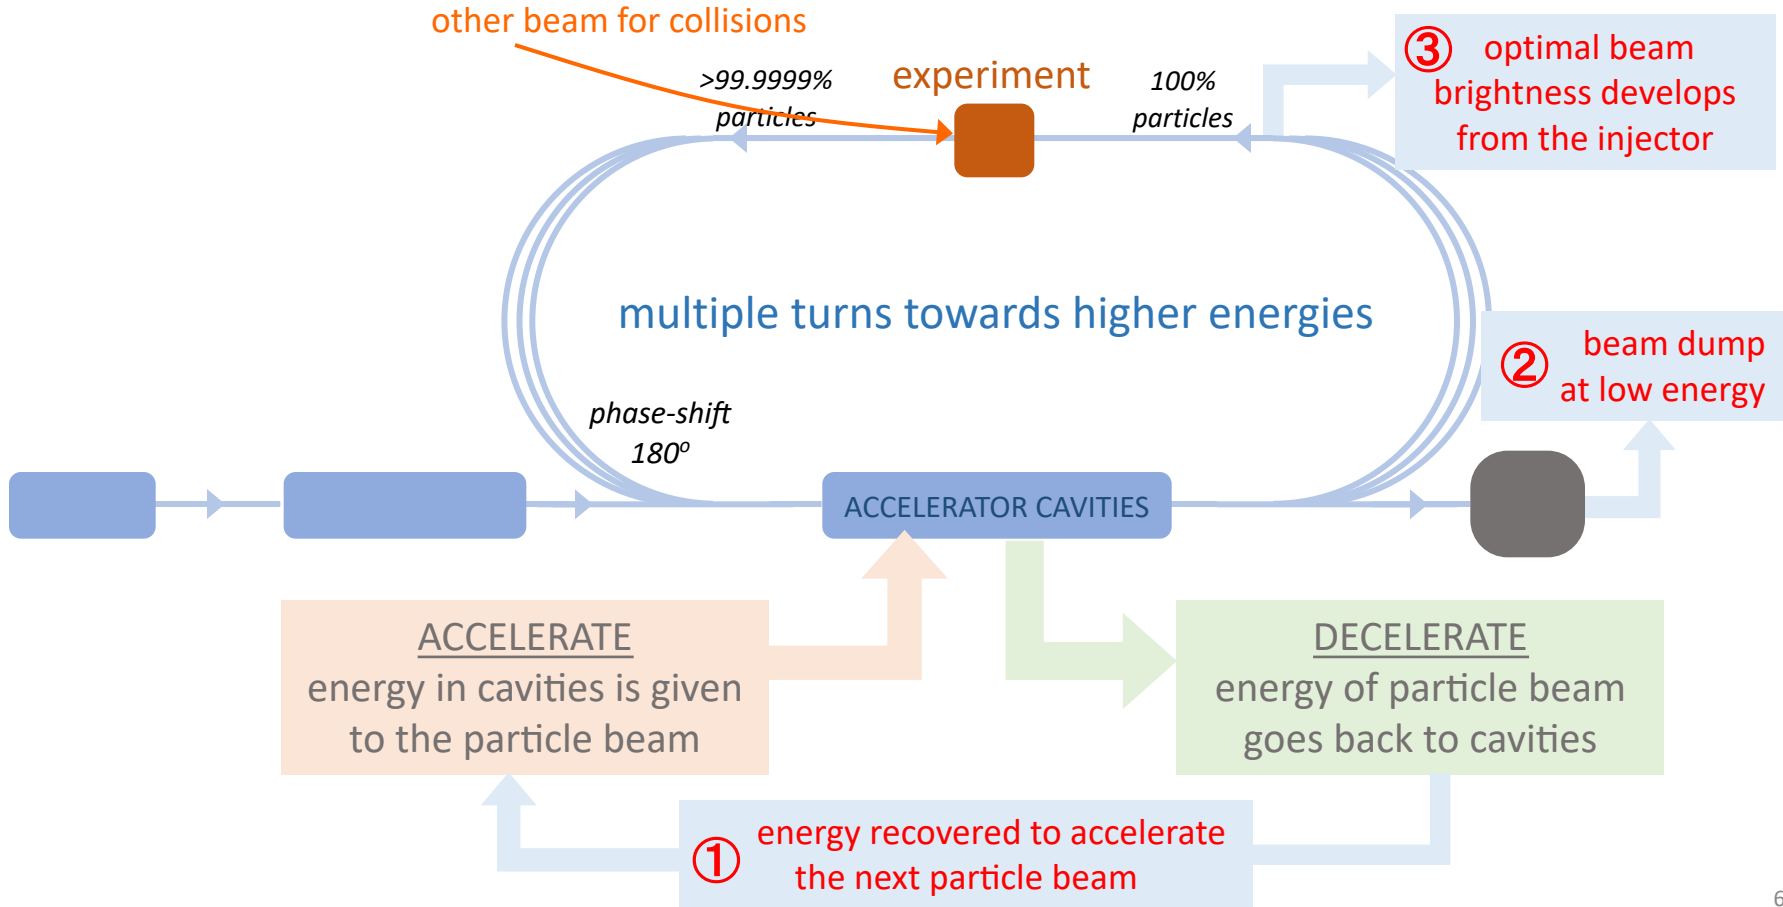 other beam for collisions
>99.9999%
particles
experiment
100%
particles
③ optimal beam
brightness develops
from the injector
multiple turns towards higher energies
② beam dump
at low energy
phase-shift
180º
ACCELERATOR CAVITIES
ACCELERATE
energy in cavities is given
to the particle beam
DECELERATE
energy of particle beam
goes back to cavities
① energy recovered to accelerate
the next particle beam
6